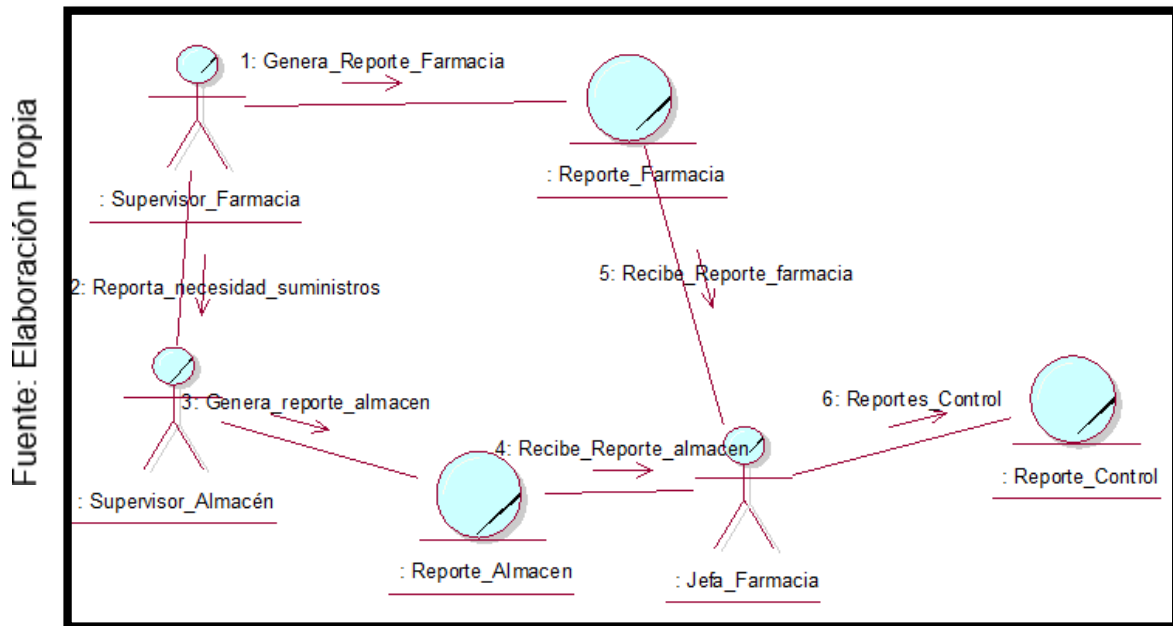 Fuente: Elaboración Propia
1: Genera_Reporte_Farmacia
: Supervisor_Farmacia
: Reporte_Farmacia
2: Reporta_necesidad_suministros
5: Recibe_Reporte_farmacia
3: Genera_reporte_almacen
6: Reportes_Control
4: Recibe_Reporte_almacen
: Supervisor_Almacén
: Reporte_Control
: Reporte_Almacen
: Jefa_Farmacia